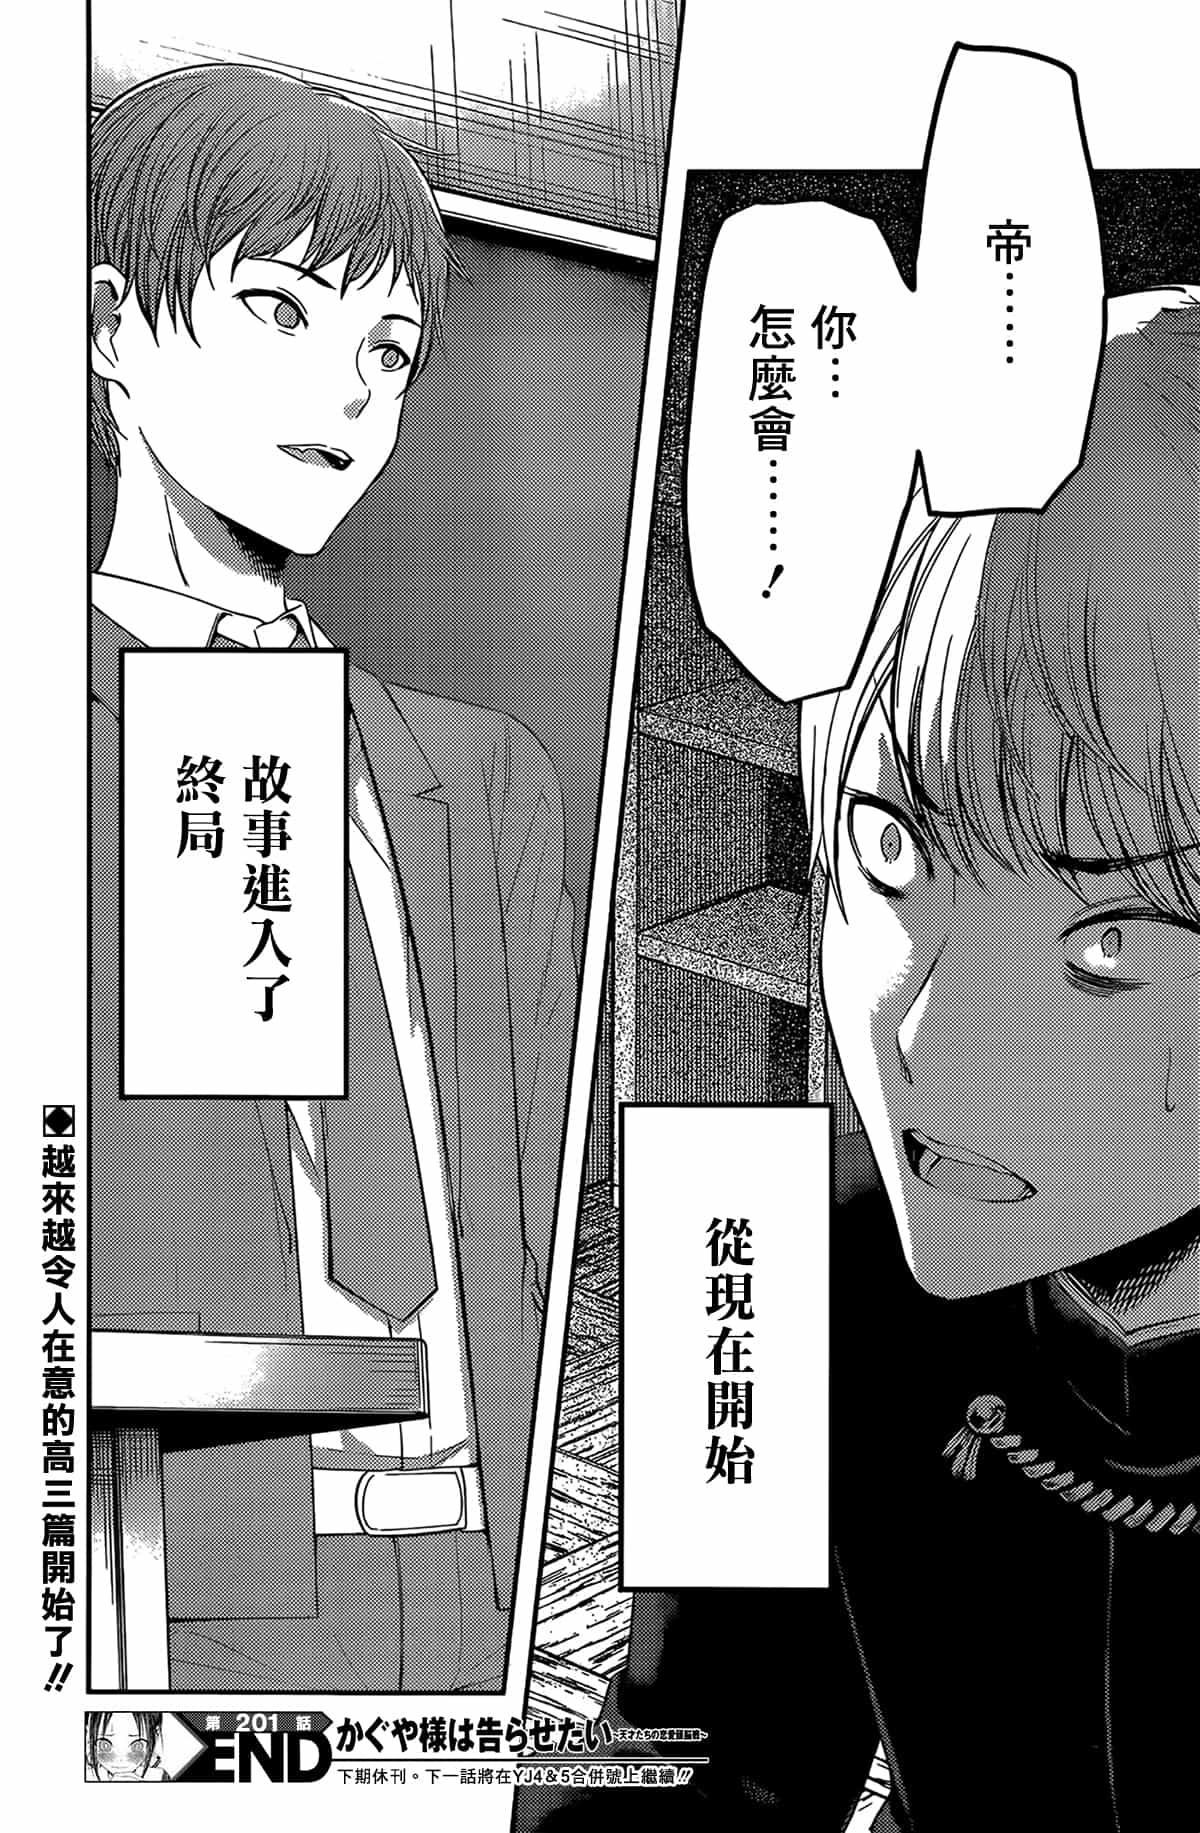 帝……
你…
怎麼會………！
從現在開始
故事進入了
終局
越來越令人在意的高三篇開始了!!
第 201 話
END
かぐや様は告らせたい
~天才たちの恋愛頭脳戦~
下期休刊。下一話將在YJ4&5合併號上繼續!!